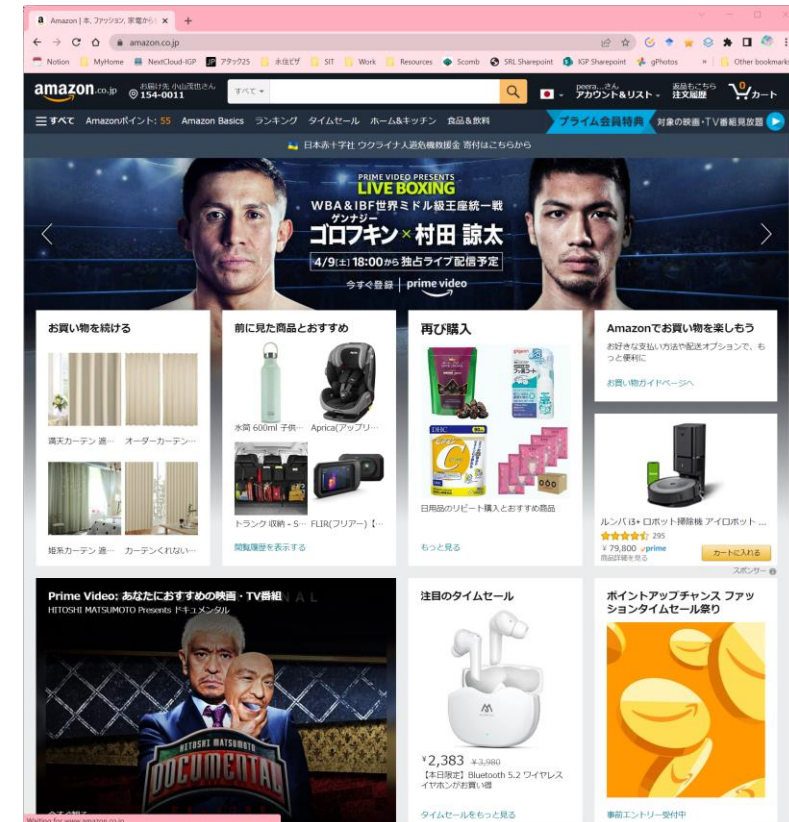 Amazon | 本, ファッション, 家電から
amazon.co.jp
Notion MyHome NextCloud-IGP アタック25 永住ビザ SIT Work Resources Scomb SRL Sharepoint IGP Sharepoint gPhotos » Other bookmarks
amazon.co.jp
お届け先 小山茂也さん
154-0011
すべて
peera...さん
アカウント&リスト
返品もこちら
注文履歴
0
カート
すべて Amazonポイント: 55 Amazon Basics ランキング タイムセール ホーム&キッチン 食品&飲料
プライム会員特典 対象の映画・TV番組見放題
日本赤十字社 ウクライナ人道危機救援金 寄付はこちらから
PRIME VIDEO PRESENTS
LIVE BOXING
WBA&IBF世界ミドル級王座統一戦
ゲンナジー
ゴロフキン×村田 諒太
4/9[土] 18:00から 独占ライブ配信予定
今すぐ登録 | prime video
お買い物を続ける
満天カーテン 遮… オーダーカーテン…
姫系カーテン 遮… カーテンくれない…
前に見た商品とおすすめ
水筒 600ml 子供… Aprica(アップリ…
トランク 収納 - S… FLIR(フリアー)【…
閲覧履歴を表示する
再び購入
pigeon
DHC
日用品のリピート購入とおすすめ商品
もっと見る
Amazonでお買い物を楽しもう
お好きな支払い方法や配送オプションで、も
っと便利に
お買い物ガイドページへ
ルンバ i3+ ロボット掃除機 アイロボット ...
295
¥ 79,800 prime
商品詳細を見る
カートに入れる
スポンサー
Prime Video: あなたにおすすめの映画・TV番組
HITOSHI MATSUMOTO Presents ドキュメンタル
HITOSHI MATSUMOTO
DOCUMENTAL
今すぐ観る
Waiting for www.amazon.co.jp
注目のタイムセール
¥2,383 ¥3,980
【本日限定】Bluetooth 5.2 ワイヤレ
スイヤホンがお買い得
タイムセールをもっと見る
ポイントアップチャンス ファッ
ションタイムセール祭り
事前エントリー受付中